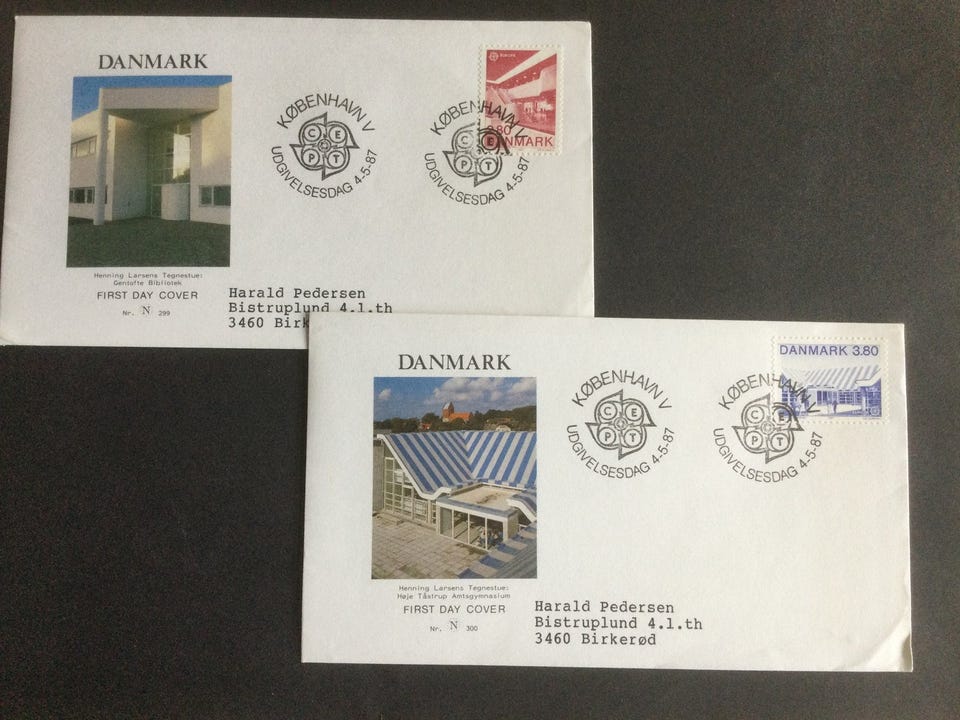 DANMARK
Henning Larsens Tegnestue:
Gentofte Bibliotek
FIRST DAY COVER
Nr. N 299
KØBENHAVN V
C E
P T
UDGIVELSESDAG 4-5-87
KØBENHAVN V
C E
P T
UDGIVELSESDAG 4-5-87
EUROPA
2.80
DANMARK
Harald Pedersen
Bistruplund 4.1.th
3460 Birk
DANMARK
Henning Larsens Tegnestue:
Høje Tåstrup Amtsgymnasium
FIRST DAY COVER
Nr. N 300
KØBENHAVN V
C E
P T
UDGIVELSESDAG 4-5-87
KØBENHAVN V
C E
P T
UDGIVELSESDAG 4-5-87
DANMARK 3.80
Harald Pedersen
Bistruplund 4.1.th
3460 Birkerød